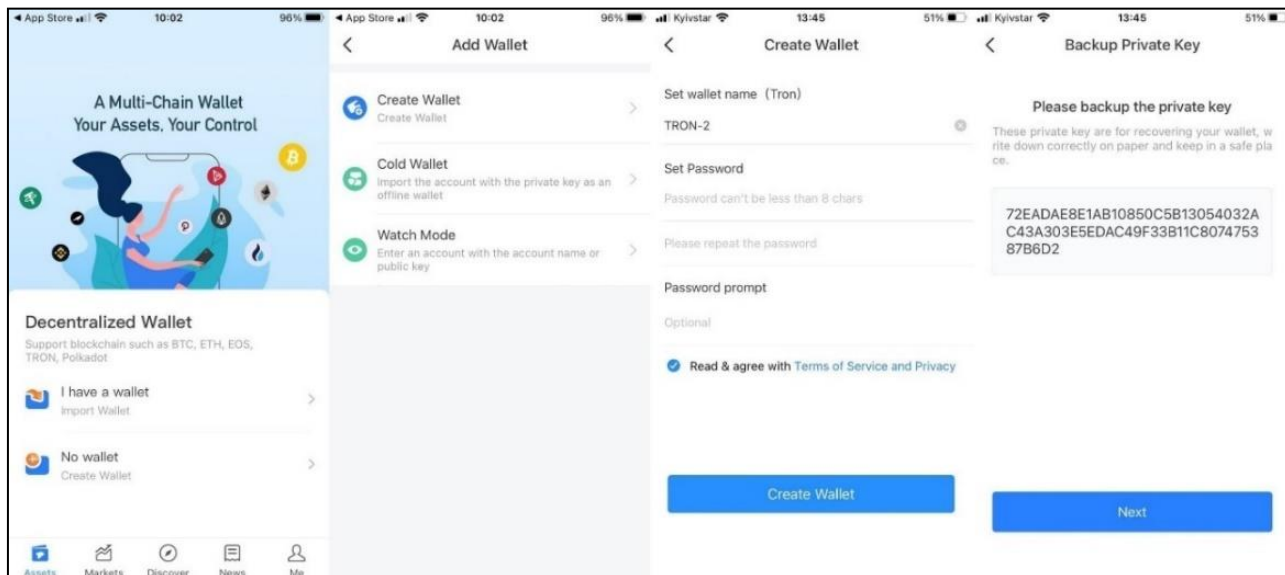 App Store
10:02
96%
A Multi-Chain Wallet
Your Assets, Your Control
Decentralized Wallet
Support blockchain such as BTC, ETH, EOS,
TRON, Polkadot
I have a wallet
Import Wallet
No wallet
Create Wallet
Assets
Markets
Discover
News
Me
App Store
10:02
96%
Add Wallet
Create Wallet
Create Wallet
Cold Wallet
Import the account with the private key as an
offline wallet
Watch Mode
Enter an account with the account name or
public key
Kyivstar
13:45
51%
Create Wallet
Set wallet name (Tron)
TRON-2
Set Password
Password can't be less than 8 chars
Please repeat the password
Password prompt
Optional
Read & agree with Terms of Service and Privacy
Create Wallet
Kyivstar
13:45
51%
Backup Private Key
Please backup the private key
These private key are for recovering your wallet, w
rite down correctly on paper and keep in a safe pla
ce.
72EADAE8E1AB10850C5B13054032A
C43A303E5EDAC49F33B11C8074753
87B6D2
Next